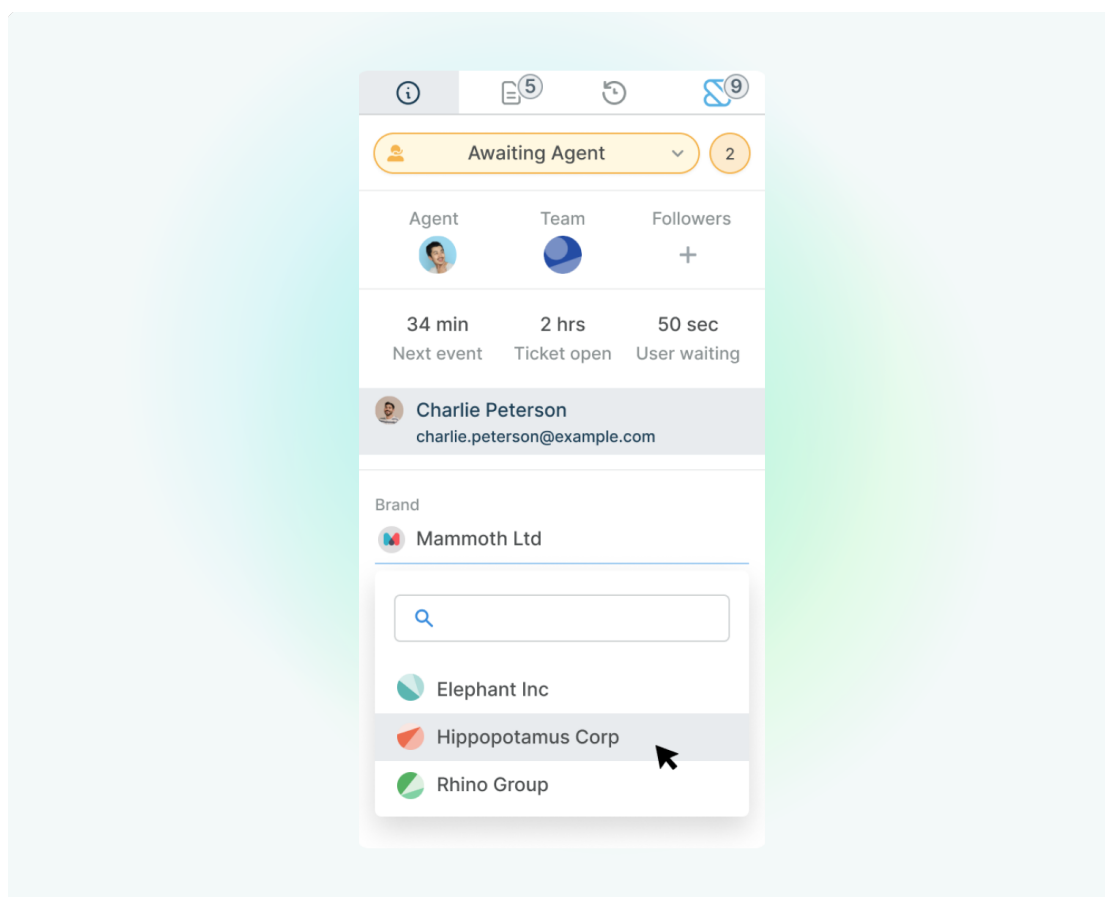 5
9
Awaiting Agent
2
Agent Team Followers
34 min 2 hrs 50 sec
Next event Ticket open User waiting
Charlie Peterson
charlie.peterson@example.com
Brand
Mammoth Ltd
Elephant Inc
Hippopotamus Corp
Rhino Group